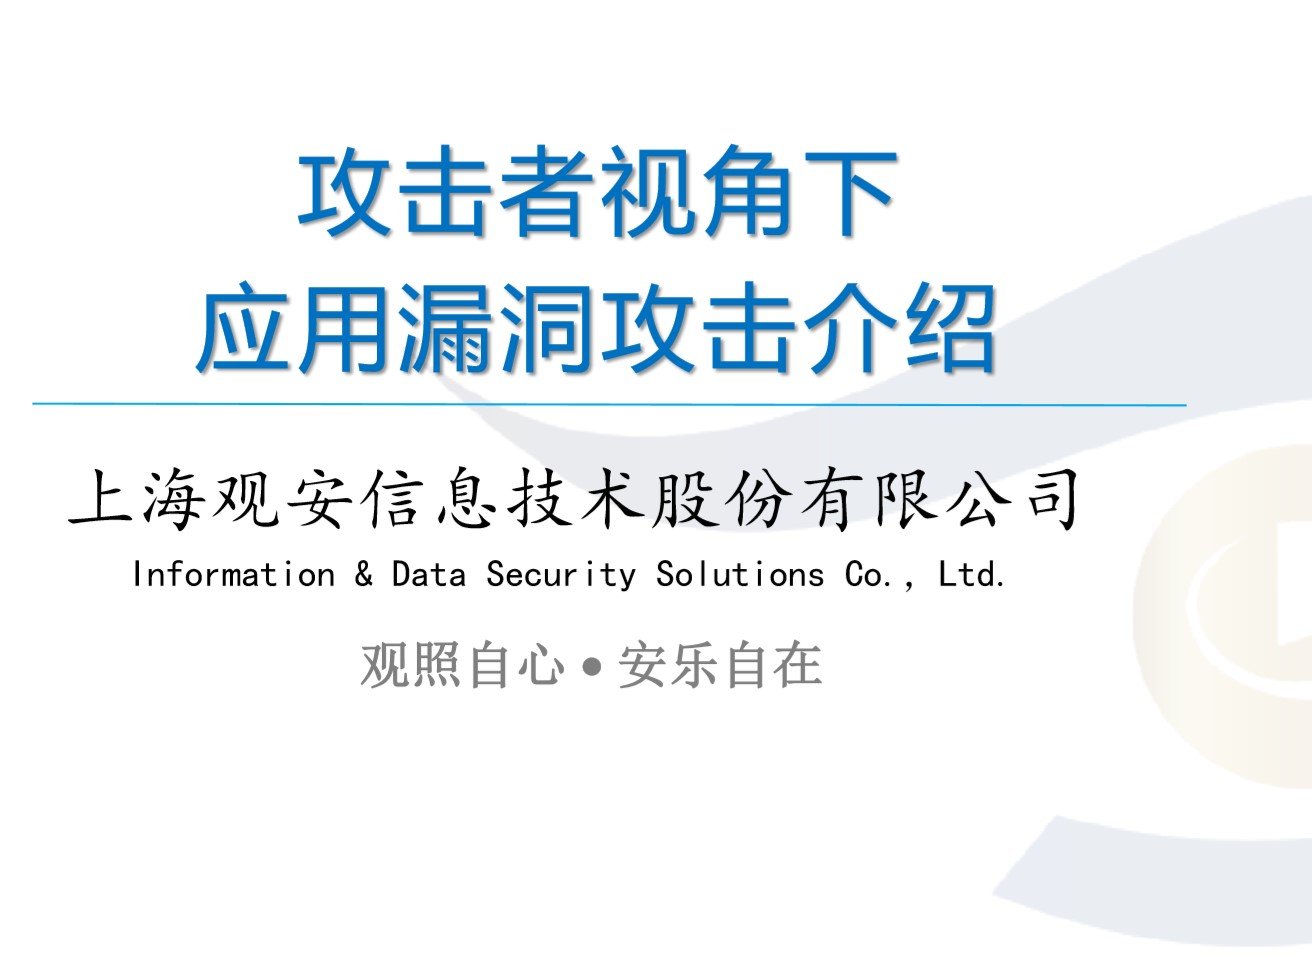 攻击者视角下
应用漏洞攻击介绍
上海观安信息技术股份有限公司
Information & Data Security Solutions Co., Ltd.
观照自心●安乐自在